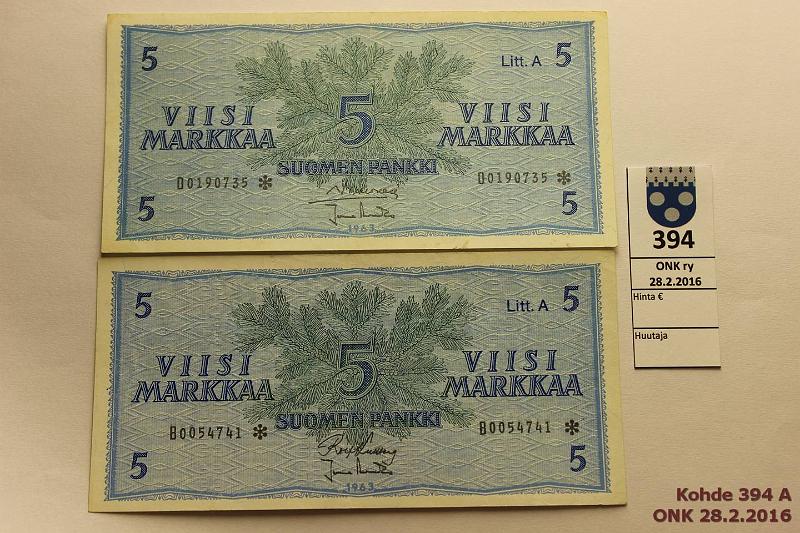 5 Litt. A 5
VIISI 5 VIISI
MARKKAA MARKKAA
SUOMEN PANKKI
D0190735 * D0190735 *
5 5
1963
5 Litt. A 5
VIISI 5 VIISI
MARKKAA MARKKAA
SUOMEN PANKKI
B0054741 * B0054741 *
5 5
1963
394
ONK ry
28.2.2016
Hinta €
Huutaja
Kohde 394 A
ONK 28.2.2016